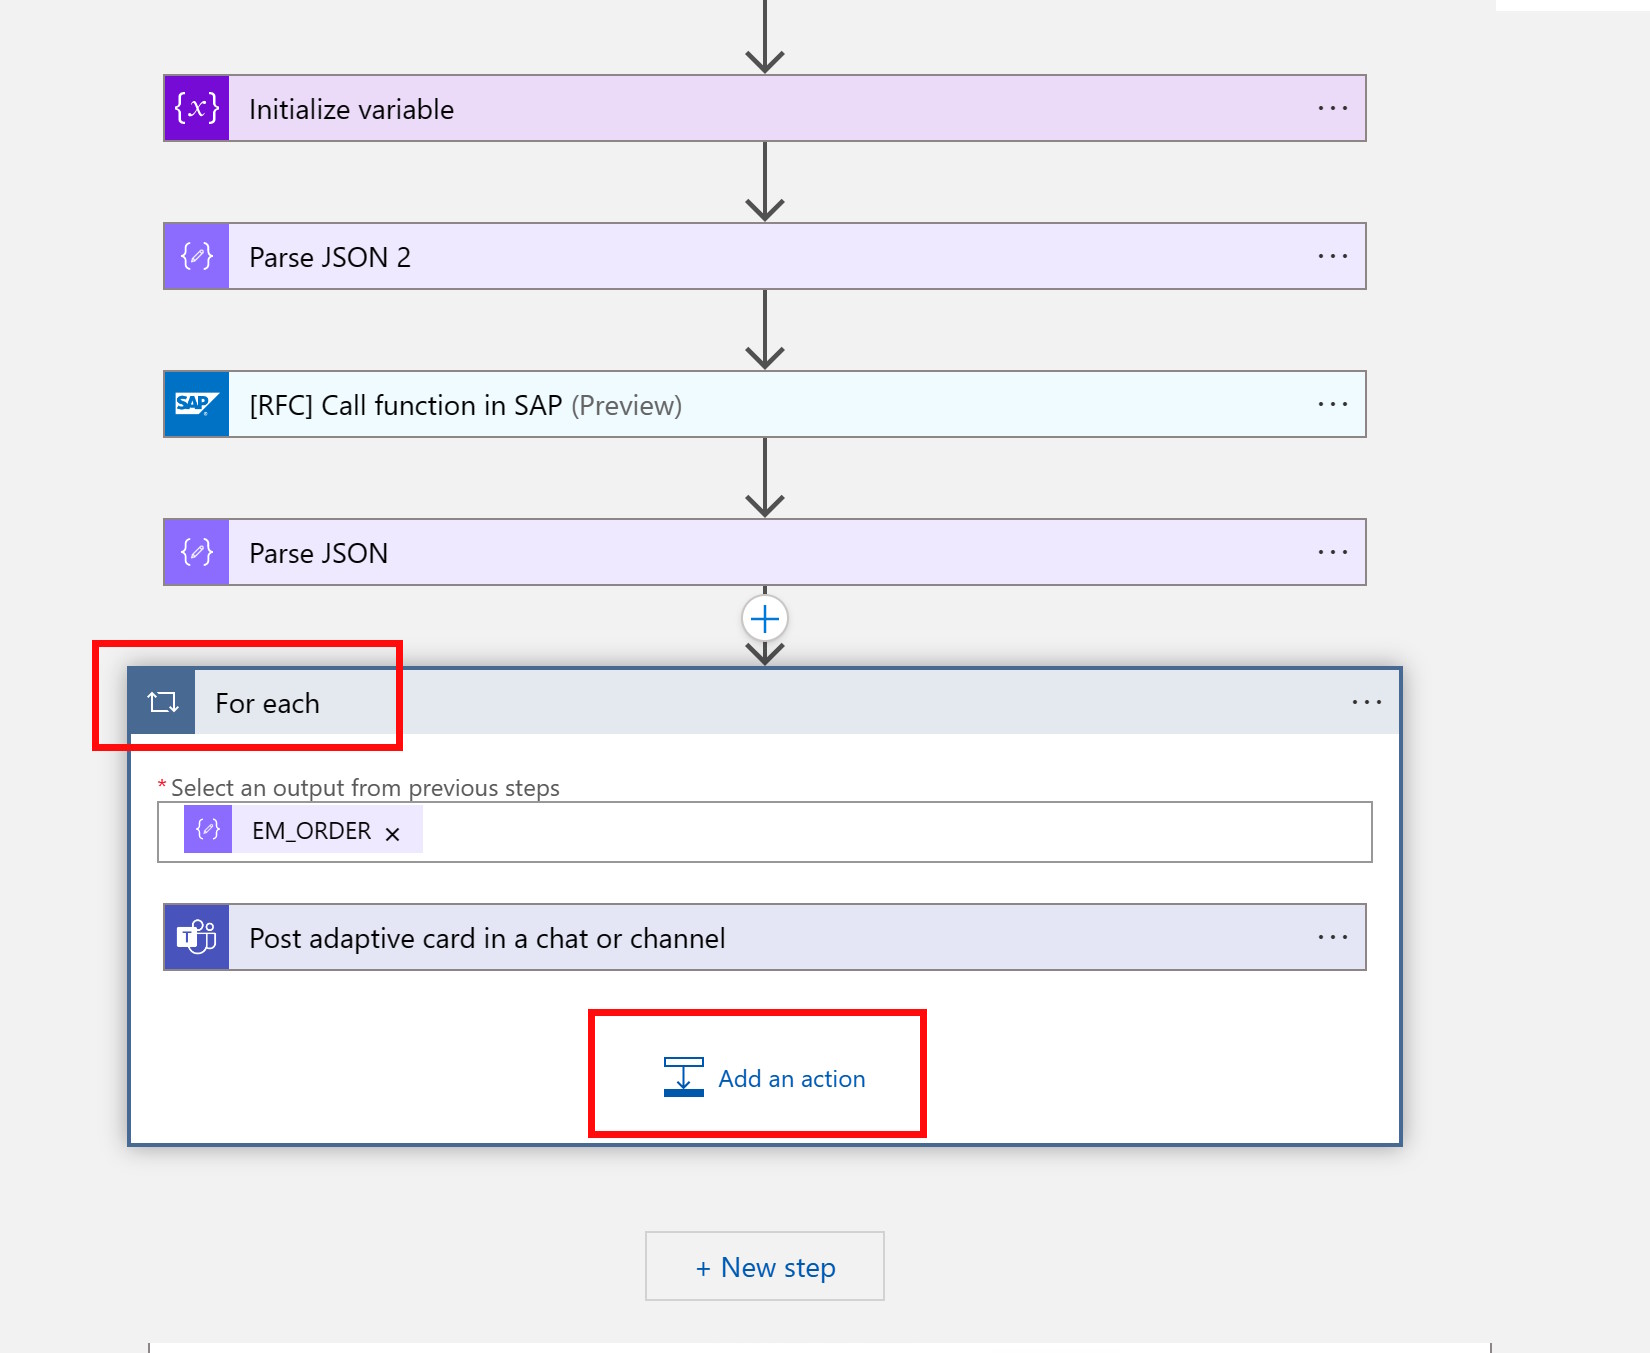 {x} Initialize variable ...
Parse JSON 2 ...
SAP [RFC] Call function in SAP (Preview) ...
Parse JSON ...
For each ...
* Select an output from previous steps
EM_ORDER ×
T Post adaptive card in a chat or channel ...
Add an action
+ New step